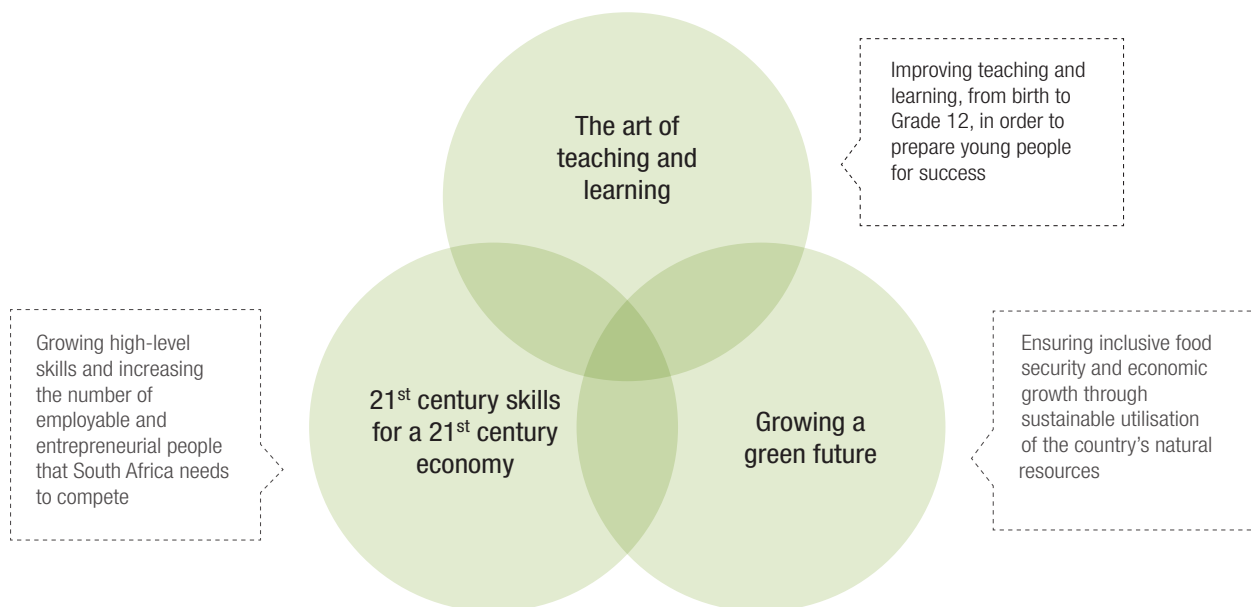 The art of
teaching and
learning
Improving teaching and
learning, from birth to
Grade 12, in order to
prepare young people
for success
Growing high-level
skills and increasing
the number of
employable and
entrepreneurial people
that South Africa needs
to compete
21st century skills
for a 21st century
economy
Growing a
green future
Ensuring inclusive food
security and economic
growth through
sustainable utilisation
of the country’s natural
resources